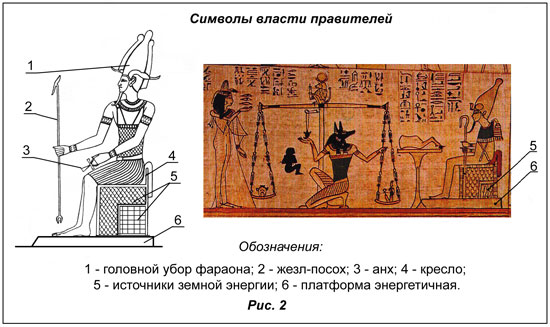 Символы власти правителей
1
2
3
4
5
6
5
6
Обозначения:
1 - головной убор фараона; 2 - жезл-посох; 3 - анх; 4 - кресло;
5 - источники земной энергии; 6 - платформа энергетичная.
Рис. 2